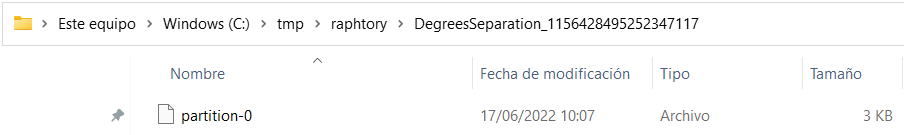 Este equipo > Windows (C:) > tmp > raphtory > DegreesSeparation_1156428495252347117
Nombre Fecha de modificación Tipo Tamaño
partition-0 17/06/2022 10:07 Archivo 3 KB